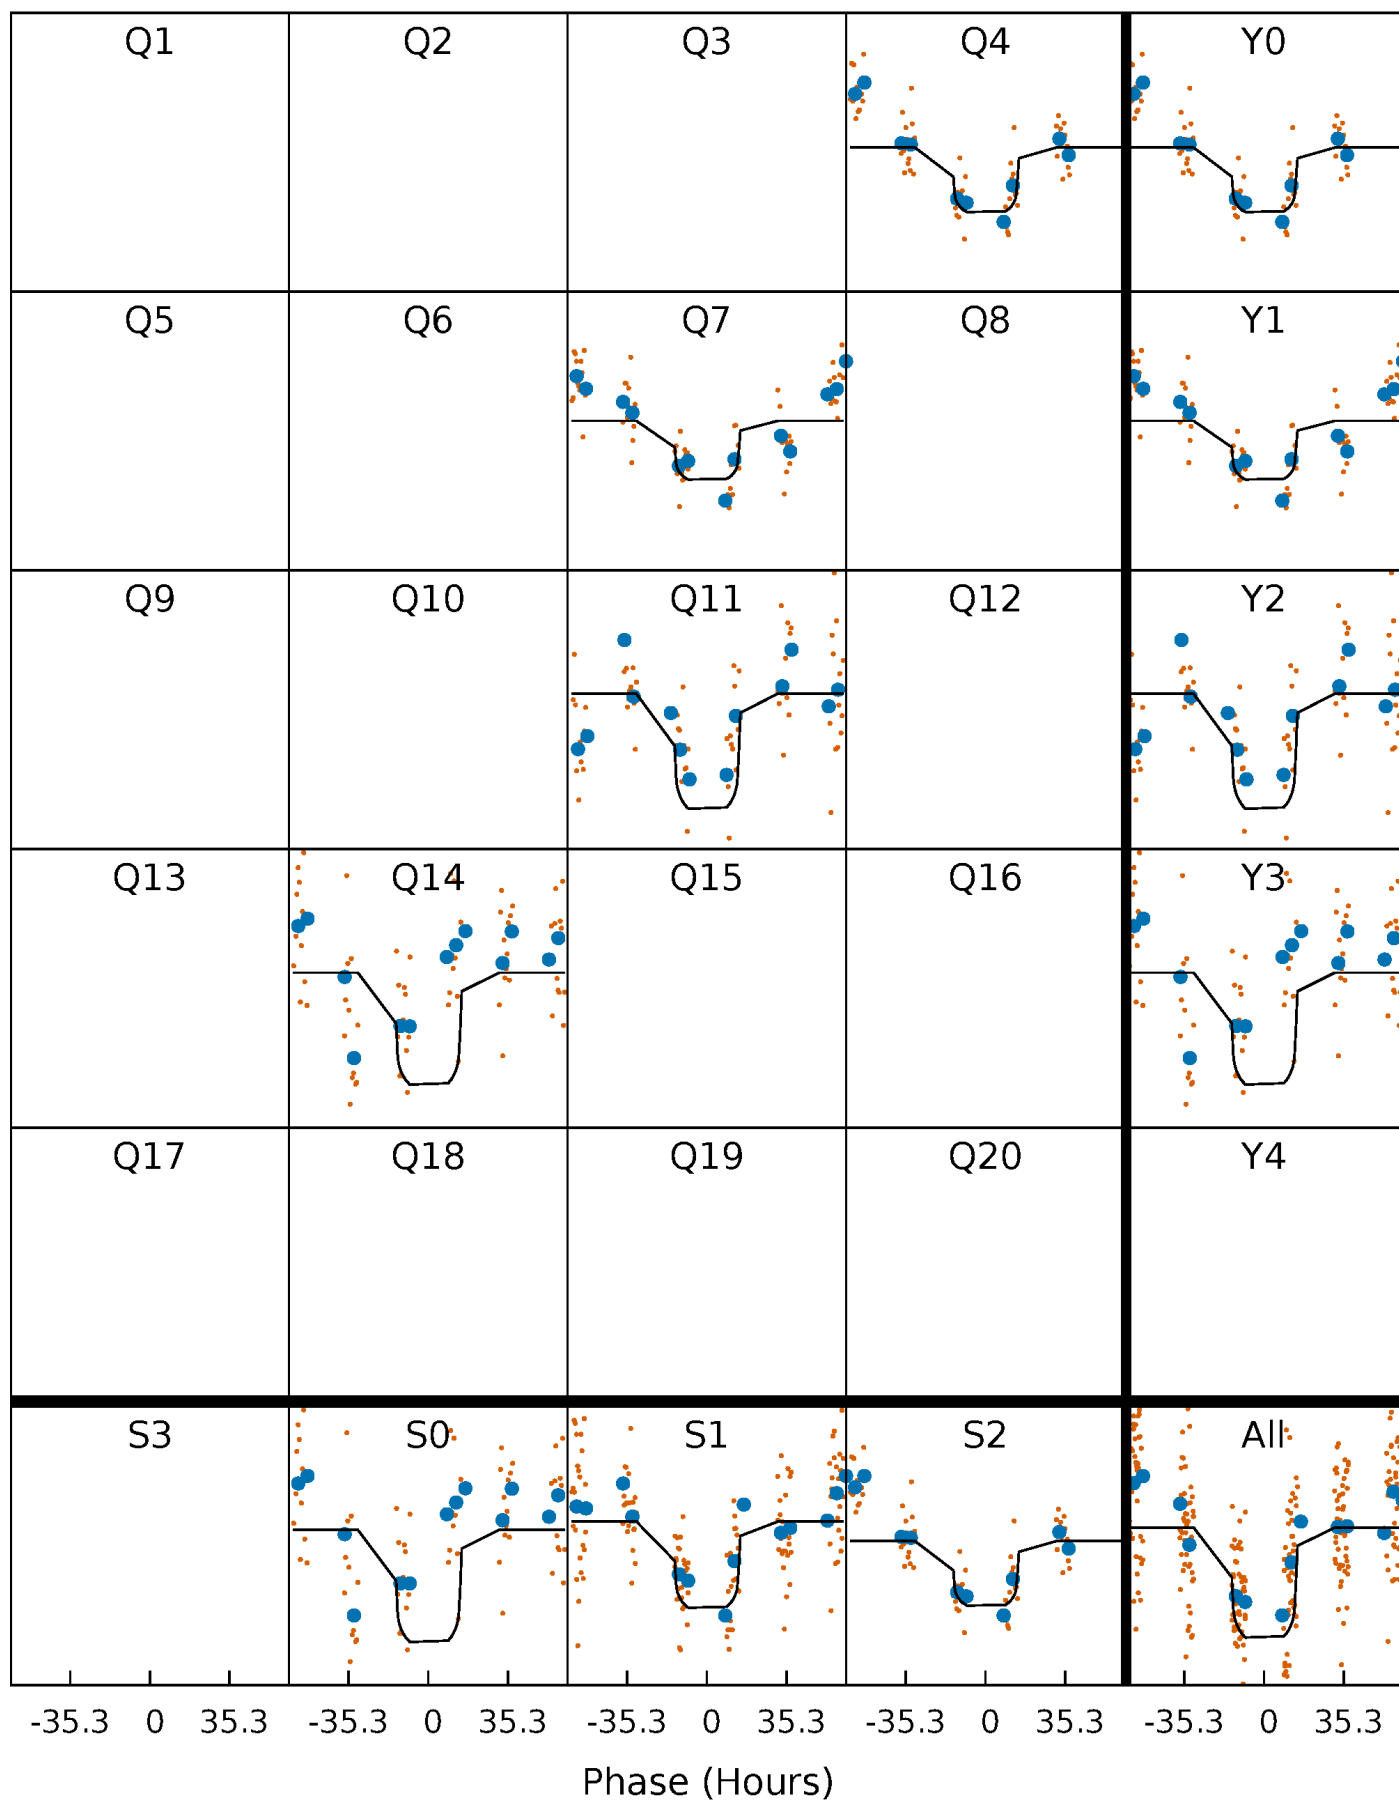 Q1 Q2 Q3 Q4 Y0
Q5 Q6 Q7 Q8 Y1
Q9 Q10 Q11 Q12 Y2
Q13 Q14 Q15 Q16 Y3
Q17 Q18 Q19 Q20 Y4
S3 S0 S1 S2 All
-35.3 0 35.3 -35.3 0 35.3 -35.3 0 35.3 -35.3 0 35.3 -35.3 0 35.3
Phase (Hours)